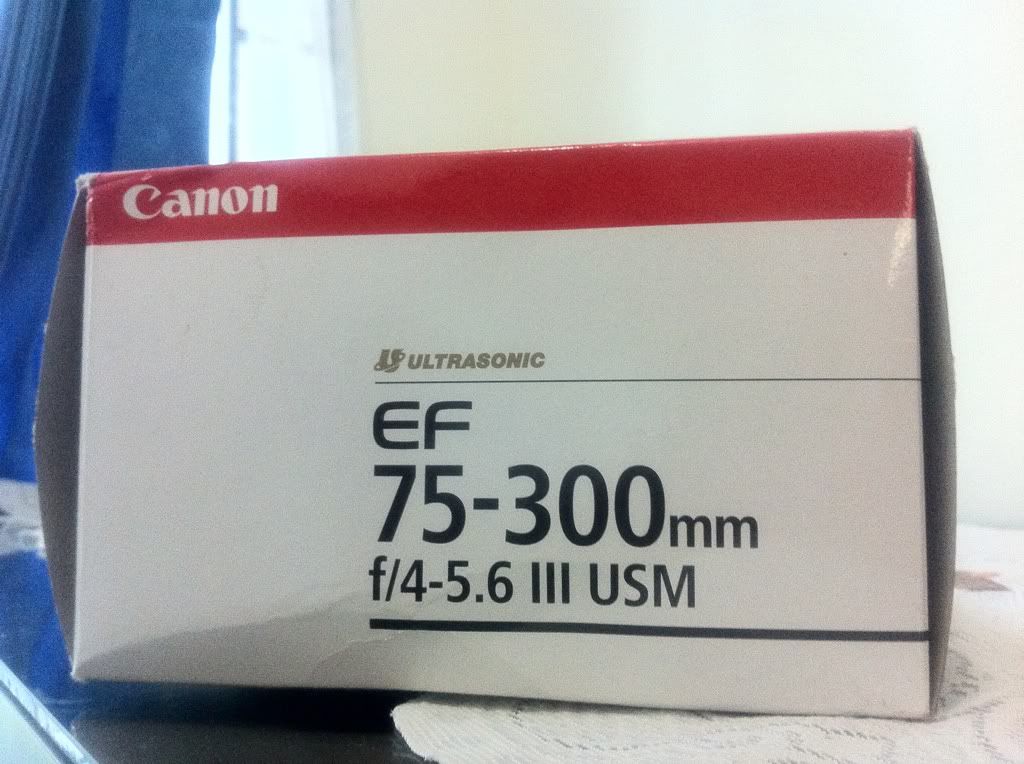 Canon
ULTRASONIC
EF
75-300mm
f/4-5.6 III USM